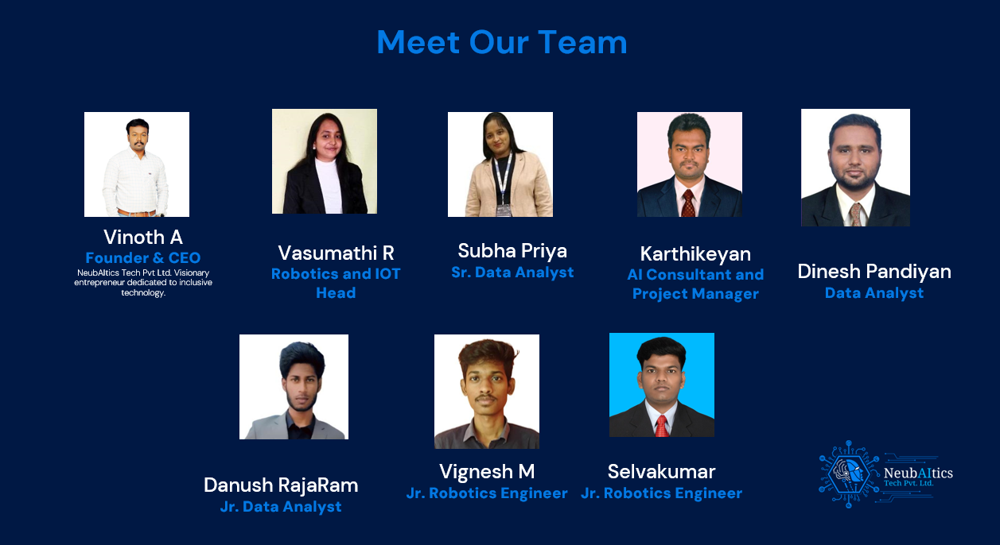 Meet Our Team
Vinoth A
Founder & CEO
NeubAItics Tech Pvt Ltd. Visionary
entrepreneur dedicated to inclusive
technology.
Vasumathi R
Robotics and IOT
Head
Subha Priya
Sr. Data Analyst
Karthikeyan
AI Consultant and
Project Manager
Dinesh Pandiyan
Data Analyst
Danush RajaRam
Jr. Data Analyst
Vignesh M
Jr. Robotics Engineer
Selvakumar
Jr. Robotics Engineer
NeubAItics
Tech Pvt. Ltd.